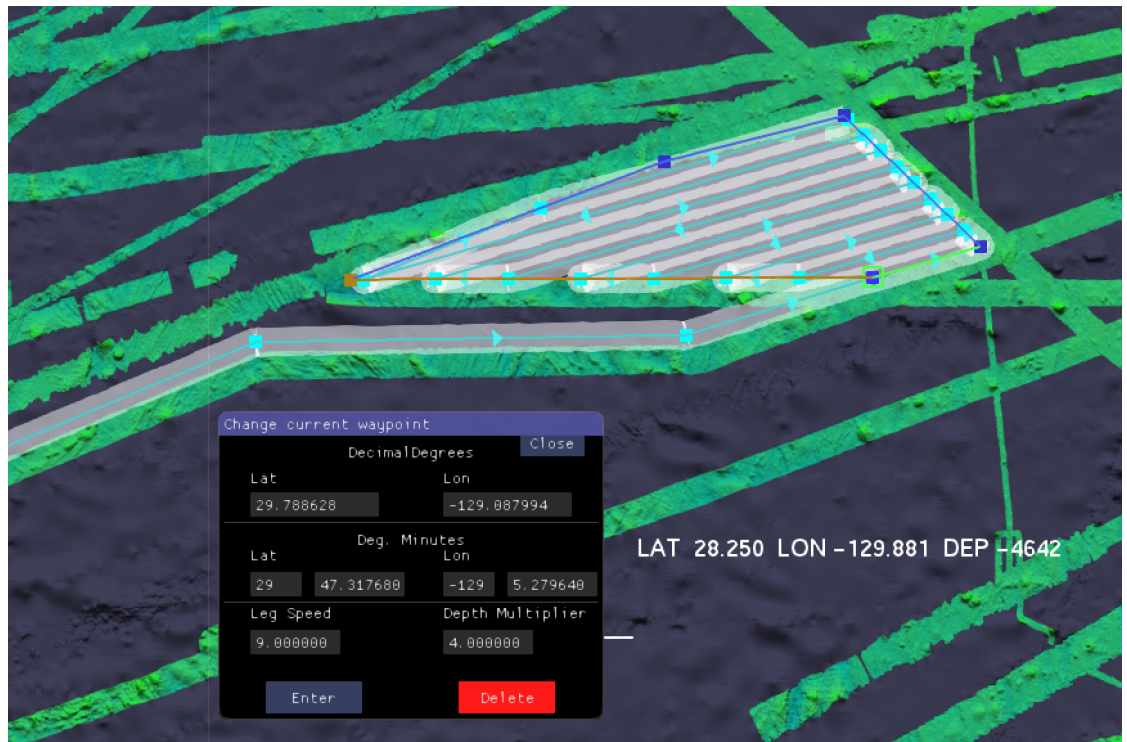 Change current waypoint
Close
DecimalDegrees
Lat Lon
29.788628 -129.087994
Deg. Minutes
Lat Lon
29 47.317680 -129 5.279640
Leg Speed Depth Multiplier
9.000000 4.000000
Enter Delete
LAT 28.250 LON -129.881 DEP -4642